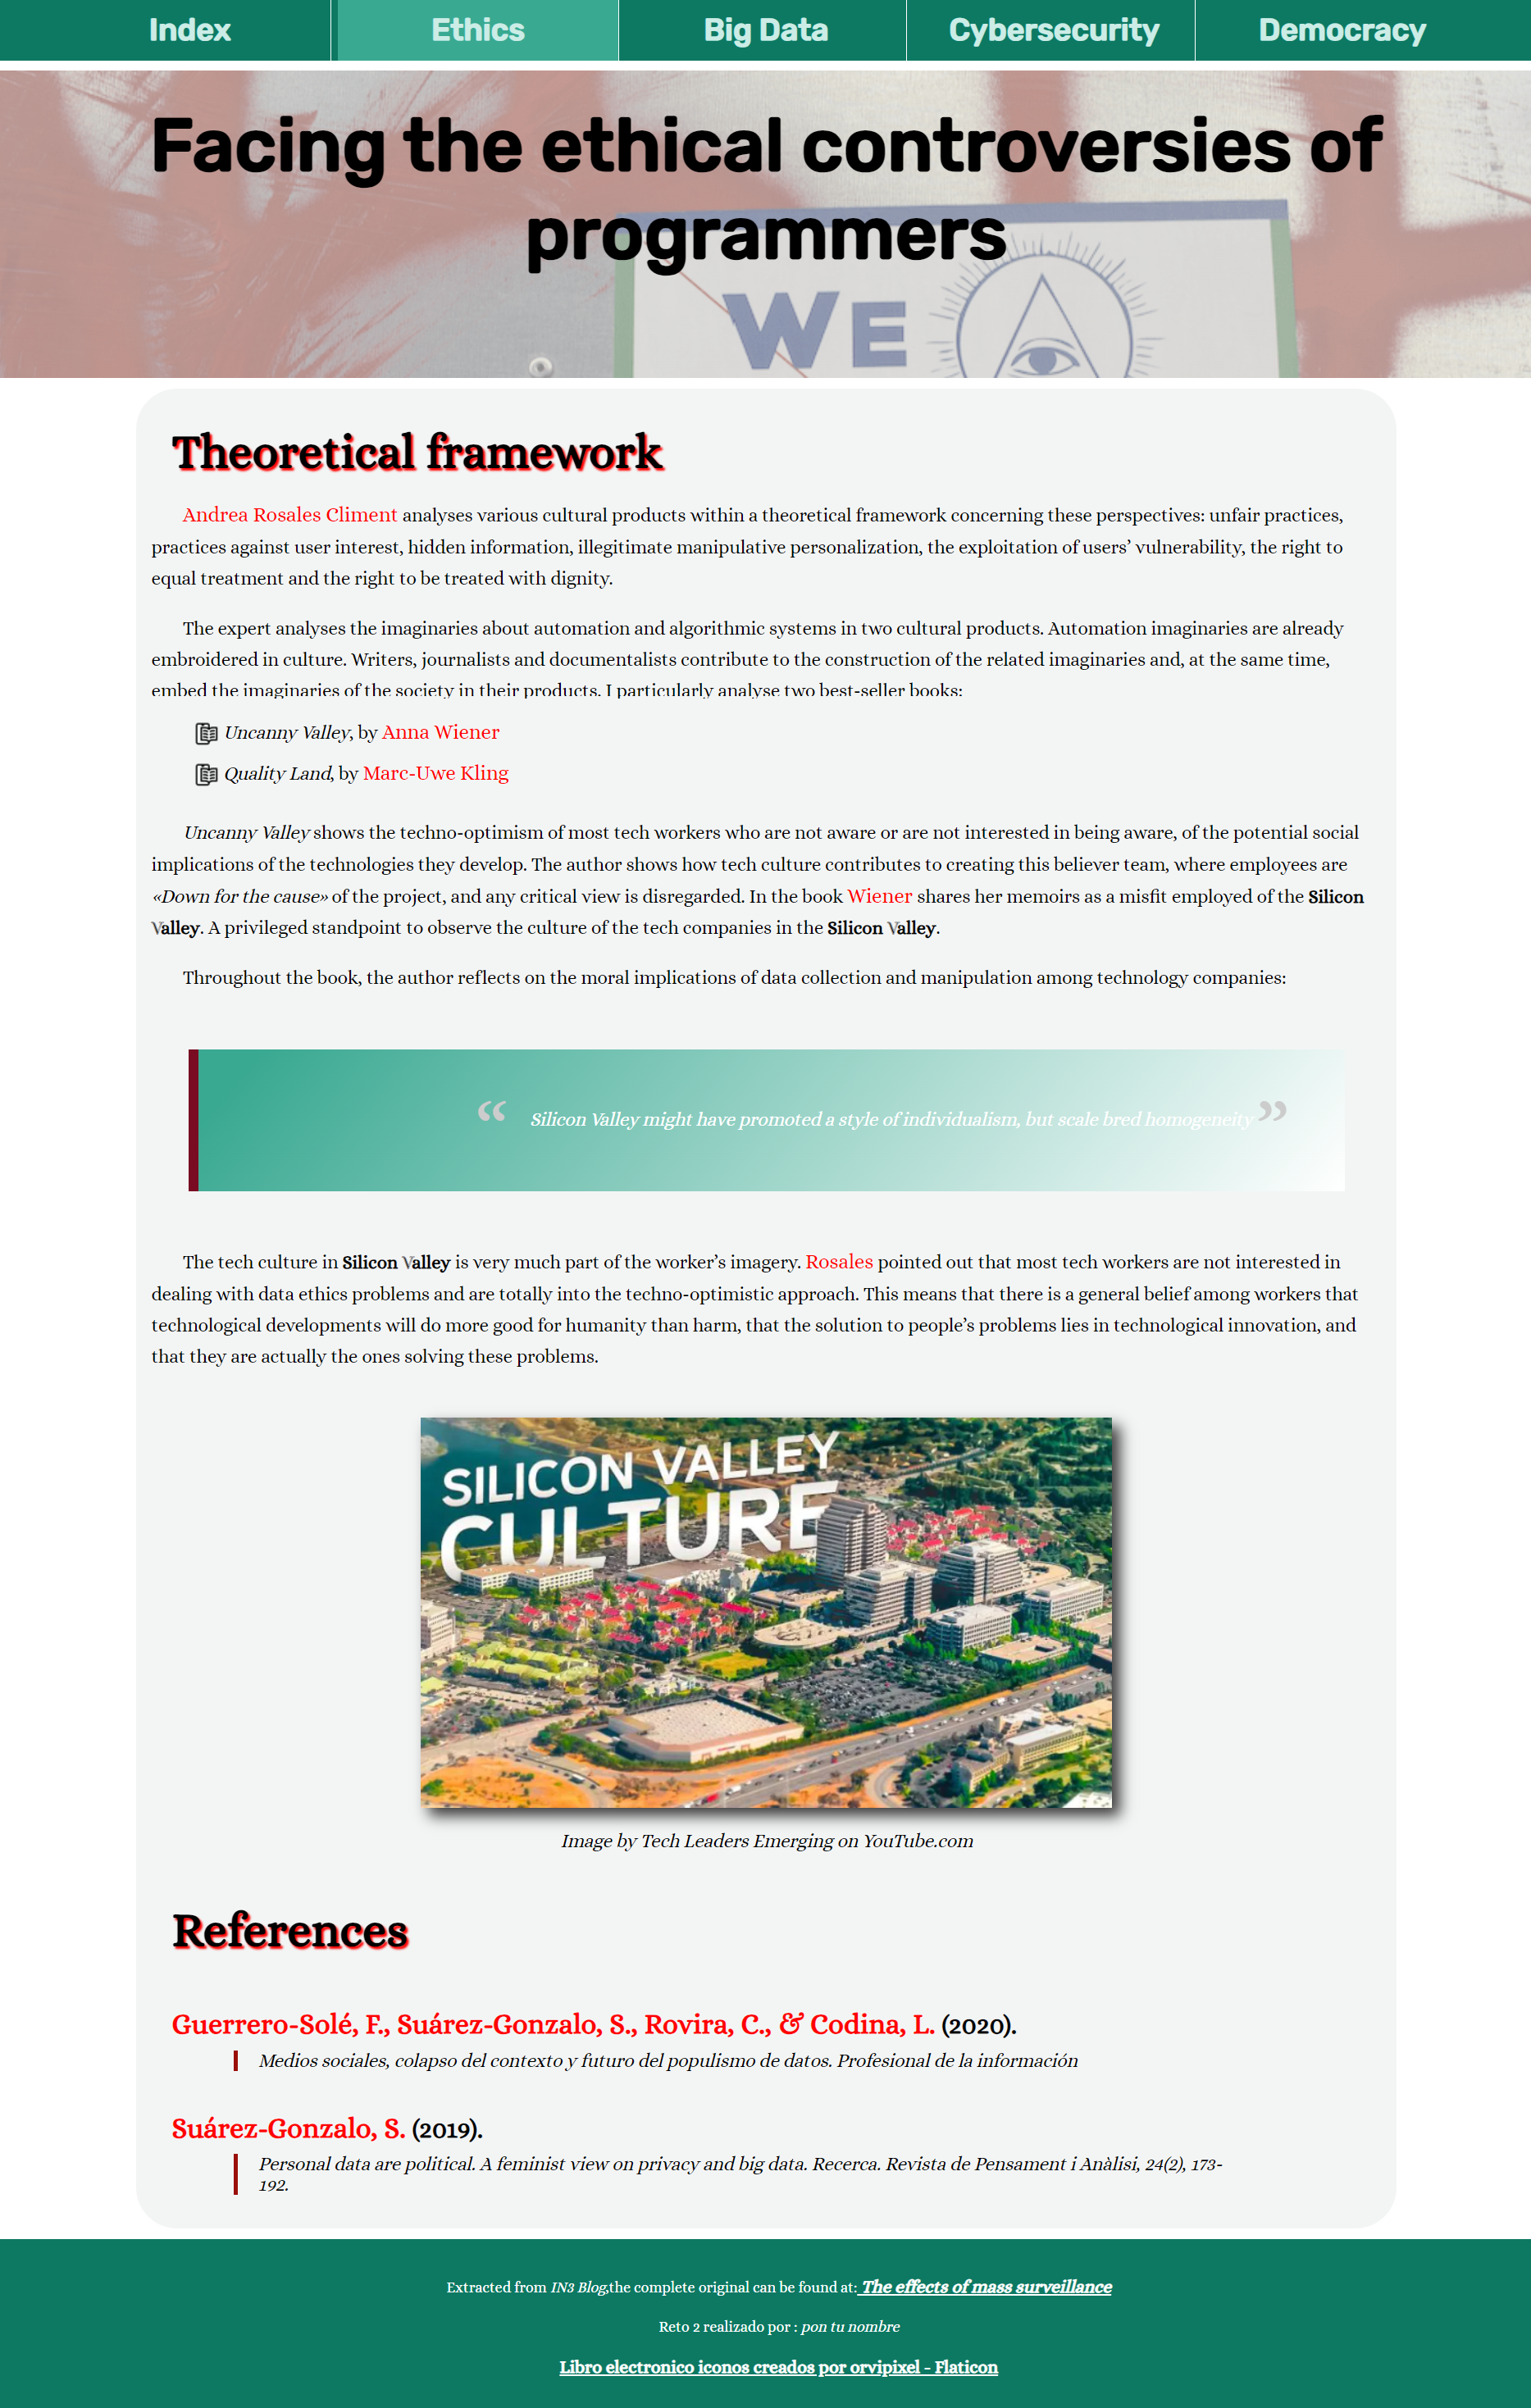 Index Ethics Big Data Cybersecurity Democracy
Facing the ethical controversies of
programmers
WE
Theoretical framework
Andrea Rosales Climent analyses various cultural products within a theoretical framework concerning these perspectives: unfair practices,
practices against user interest, hidden information, illegitimate manipulative personalization, the exploitation of users’ vulnerability, the right to
equal treatment and the right to be treated with dignity.
The expert analyses the imaginaries about automation and algorithmic systems in two cultural products. Automation imaginaries are already
embroidered in culture. Writers, journalists and documentalists contribute to the construction of the related imaginaries and, at the same time,
embed the imaginaries of the society in their products. I particularly analyse two best-seller books:
Uncanny Valley, by Anna Wiener
Quality Land, by Marc-Uwe Kling
Uncanny Valley shows the techno-optimism of most tech workers who are not aware or are not interested in being aware, of the potential social
implications of the technologies they develop. The author shows how tech culture contributes to creating this believer team, where employees are
«Down for the cause» of the project, and any critical view is disregarded. In the book Wiener shares her memoirs as a misfit employed of the Silicon
Valley. A privileged standpoint to observe the culture of the tech companies in the Silicon Valley.
Throughout the book, the author reflects on the moral implications of data collection and manipulation among technology companies:
“ Silicon Valley might have promoted a style of individualism, but scale bred homogeneity ”
The tech culture in Silicon Valley is very much part of the worker’s imagery. Rosales pointed out that most tech workers are not interested in
dealing with data ethics problems and are totally into the techno-optimistic approach. This means that there is a general belief among workers that
technological developments will do more good for humanity than harm, that the solution to people’s problems lies in technological innovation, and
that they are actually the ones solving these problems.
SILICON VALLEY
CULTURE
Image by Tech Leaders Emerging on YouTube.com
References
Guerrero-Solé, F., Suárez-Gonzalo, S., Rovira, C., & Codina, L. (2020).
Medios sociales, colapso del contexto y futuro del populismo de datos. Profesional de la información
Suárez-Gonzalo, S. (2019).
Personal data are political. A feminist view on privacy and big data. Recerca. Revista de Pensament i Anàlisi, 24(2), 173-
192.
Extracted from IN3 Blog,the complete original can be found at: The effects of mass surveillance
Reto 2 realizado por : pon tu nombre
Libro electronico iconos creados por orvipixel - Flaticon